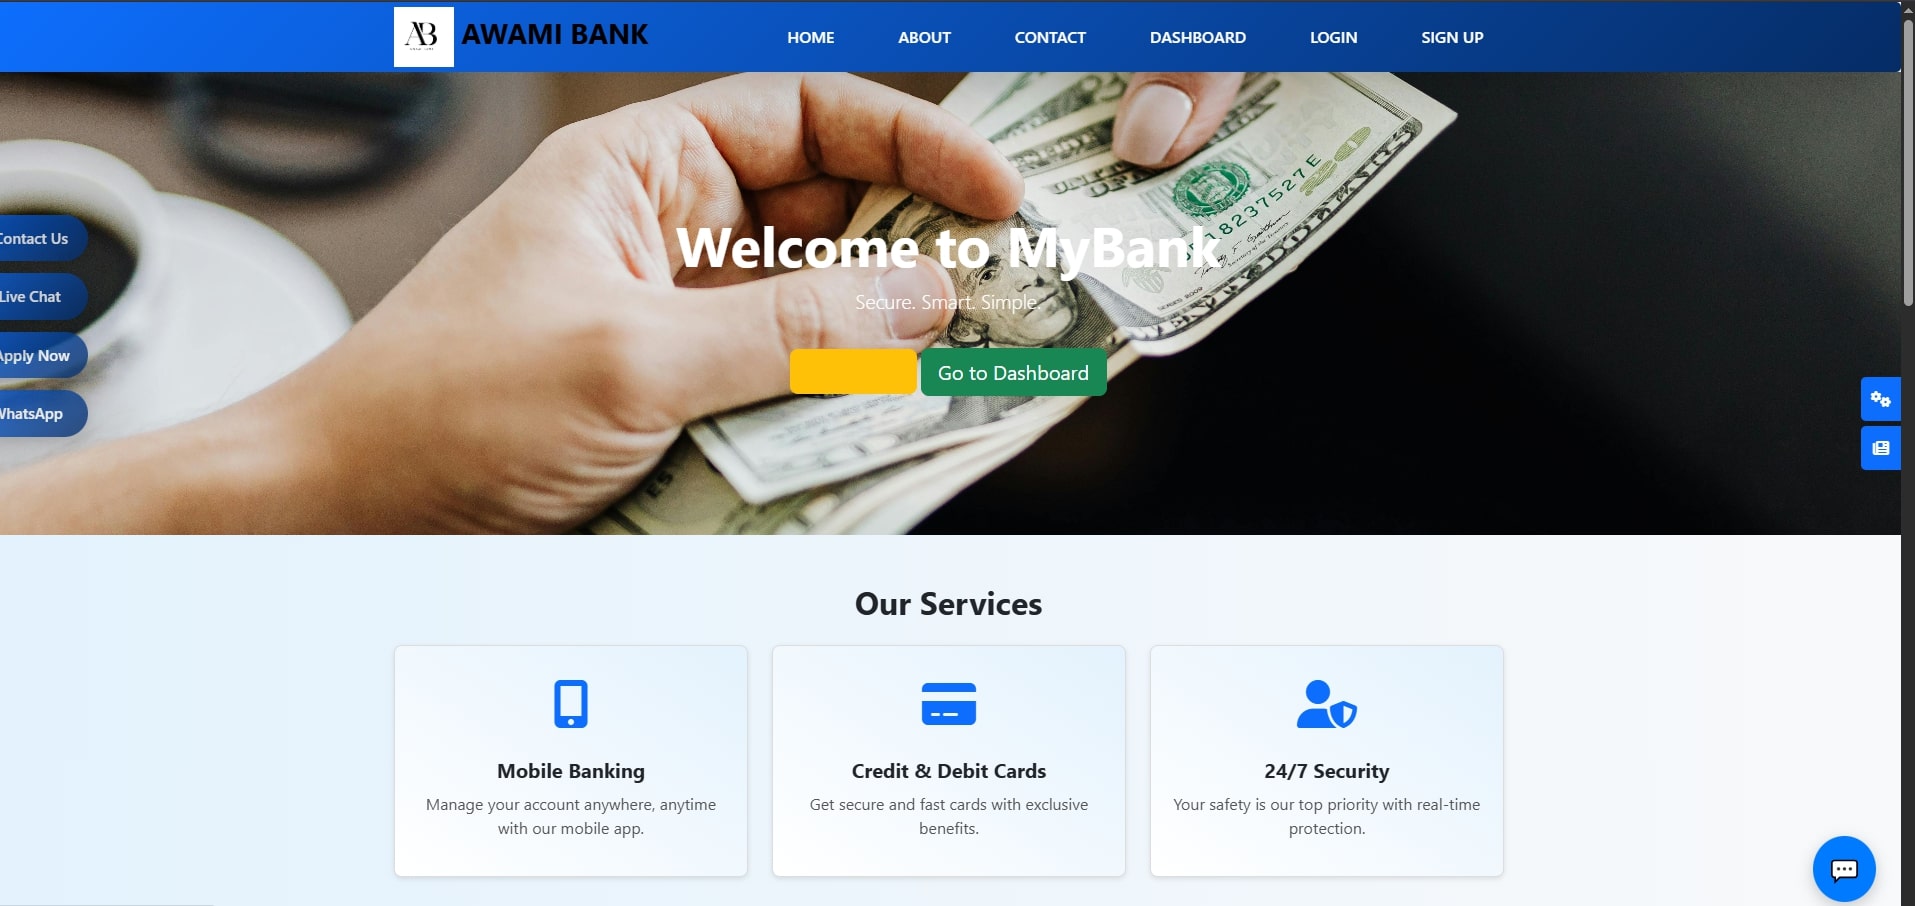 AB
AWAMI BANK
HOME
ABOUT
CONTACT
DASHBOARD
LOGIN
SIGN UP
Welcome to MyBank
Secure. Smart. Simple.
Go to Dashboard
Contact Us
Live Chat
Apply Now
WhatsApp
Our Services
Mobile Banking
Manage your account anywhere, anytime
with our mobile app.
Credit & Debit Cards
Get secure and fast cards with exclusive
benefits.
24/7 Security
Your safety is our top priority with real-time
protection.